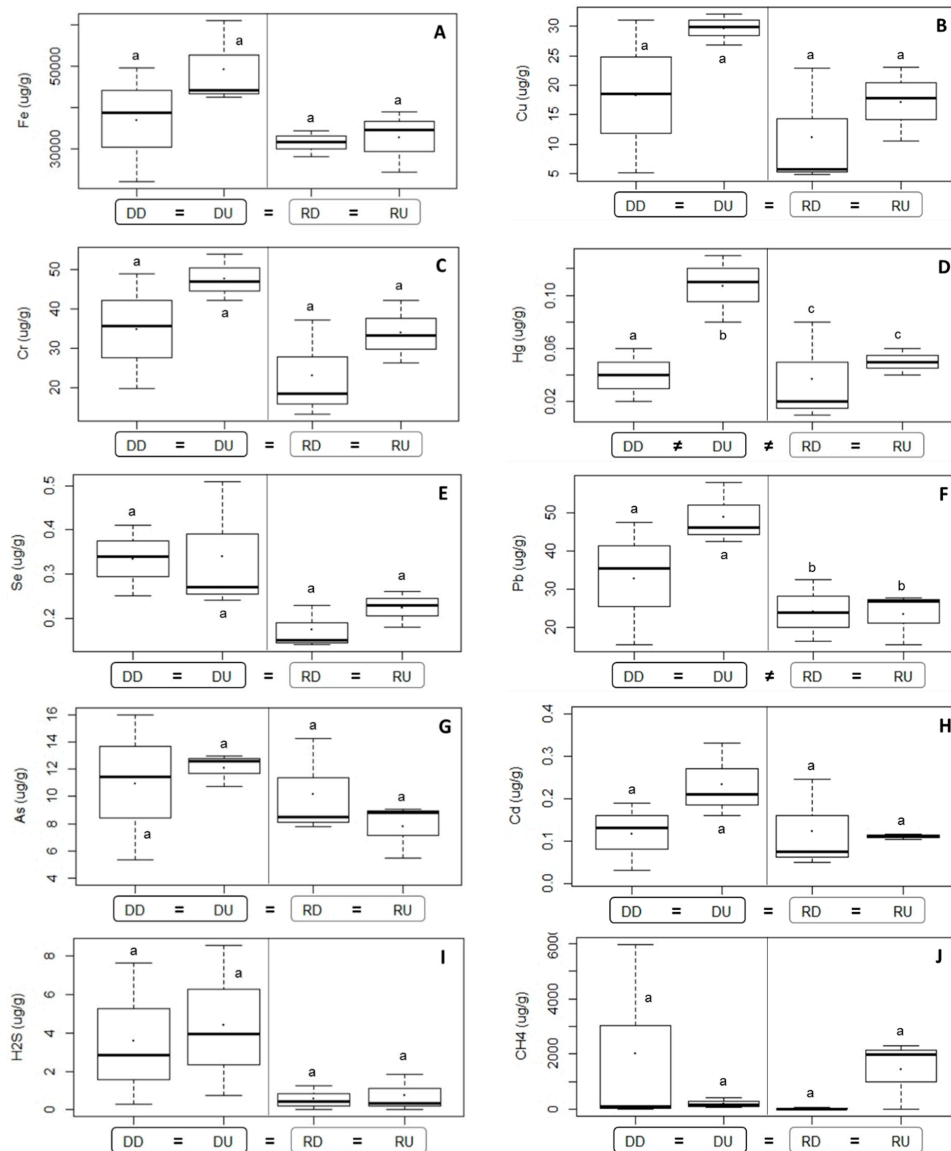 A
Fe (ug/g)
50000
30000
a
a
a
a
DD = DU = RD = RU
B
Cu (ug/g)
30
25
20
15
10
5
a
a
a
a
DD = DU = RD = RU
C
Cr (ug/g)
50
40
30
20
a
a
a
a
DD = DU = RD = RU
D
Hg (ug/g)
0.10
0.06
0.02
a
b
c
c
DD ≠ DU ≠ RD = RU
E
Se (ug/g)
0.5
0.4
0.3
0.2
a
a
a
a
DD = DU = RD = RU
F
Pb (ug/g)
50
40
30
20
a
a
b
b
DD = DU ≠ RD = RU
G
As (ug/g)
16
14
12
10
8
6
4
a
a
a
a
DD = DU = RD = RU
H
Cd (ug/g)
0.4
0.3
0.2
0.1
0.0
a
a
a
a
DD = DU = RD = RU
I
H2S (ug/g)
8
6
4
2
0
a
a
a
a
DD = DU = RD = RU
J
CH4 (ug/g)
4000
2000
0
a
a
a
a
DD = DU = RD = RU